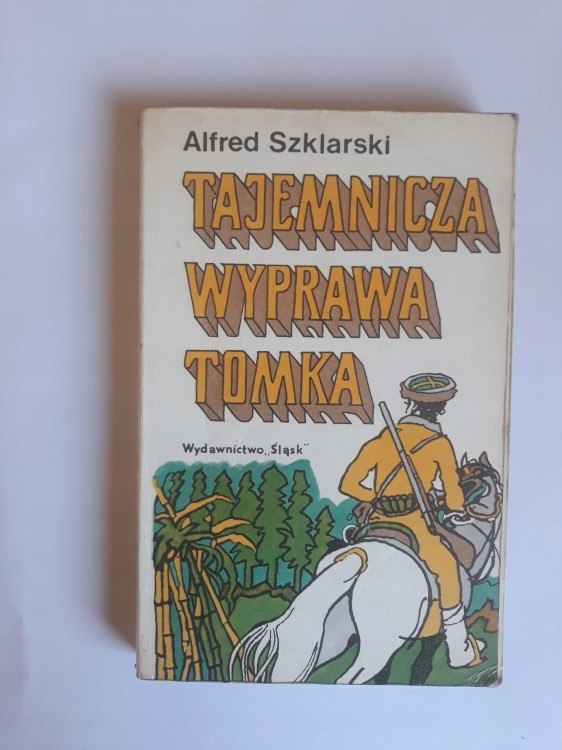 Alfred Szklarski
TAJEMNICZA
WYPRAWA
TOMKA
Wydawnictwo „Śląsk"